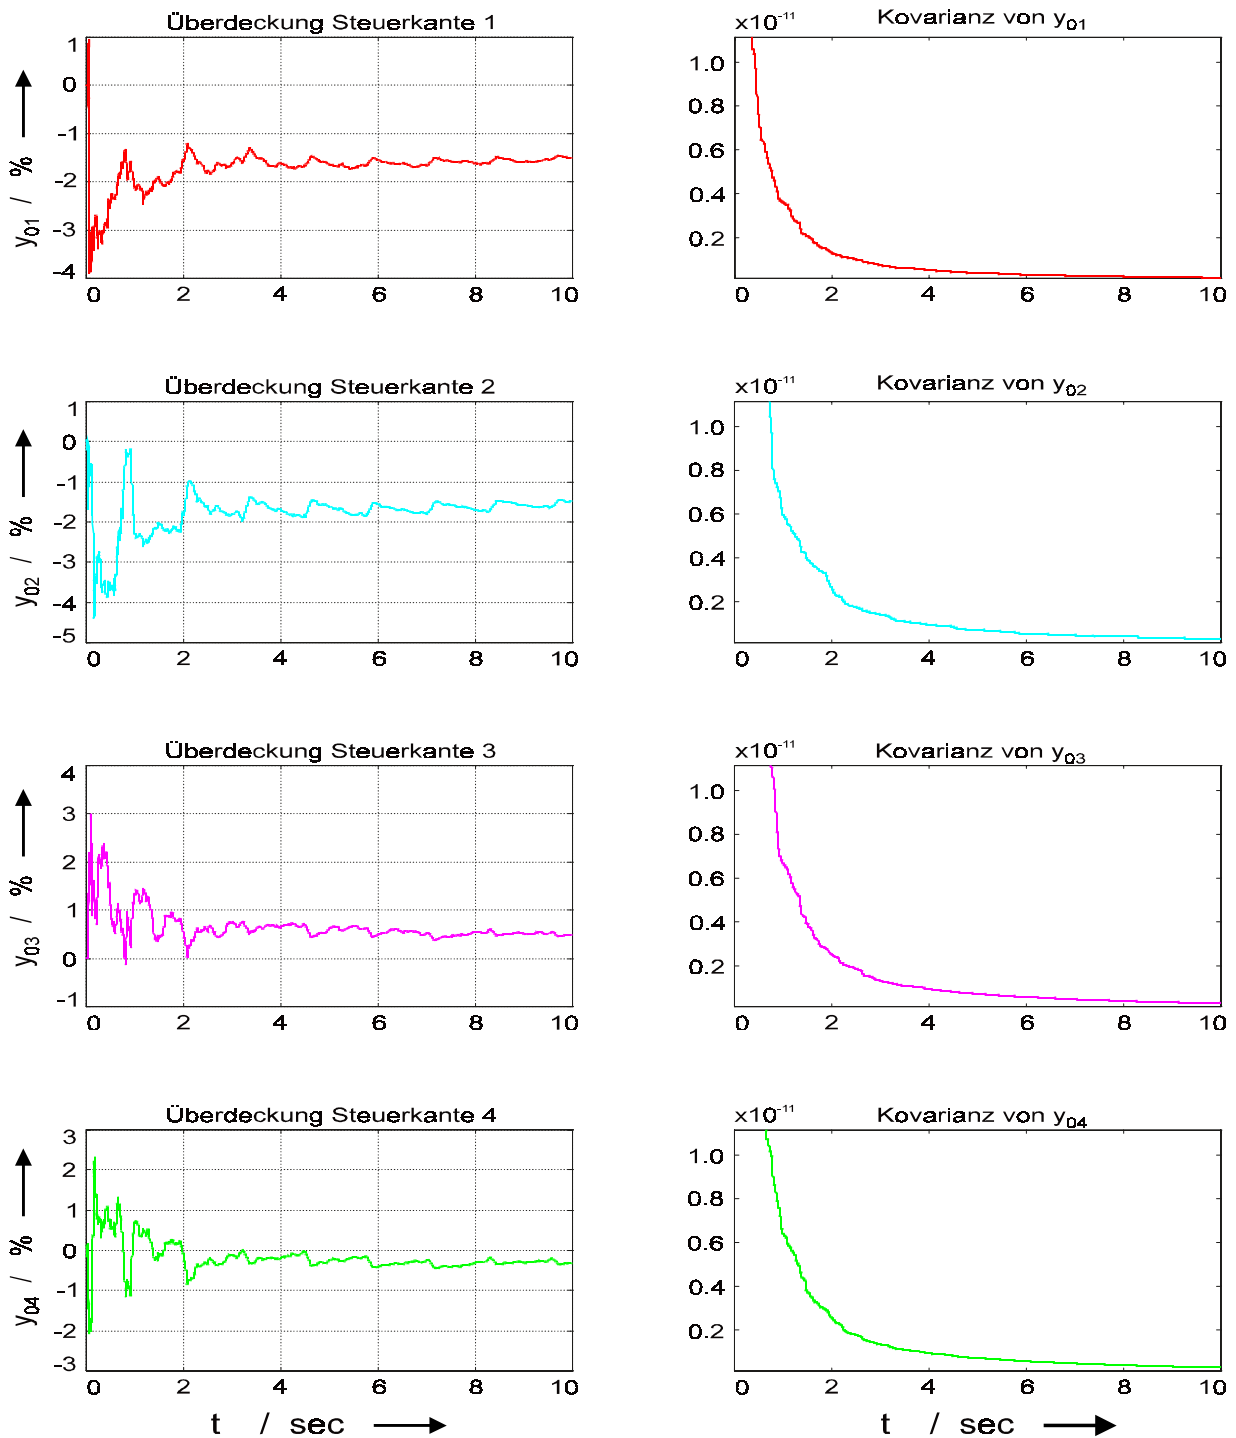 Überdeckung Steuerkante 1
1
0
-1
-2
-3
-4
y01 / %
0 2 4 6 8 10
x10-11
Kovarianz von y01
1.0
0.8
0.6
0.4
0.2
0 2 4 6 8 10
Überdeckung Steuerkante 2
1
0
-1
-2
-3
-4
-5
y02 / %
0 2 4 6 8 10
x10-11
Kovarianz von y02
1.0
0.8
0.6
0.4
0.2
0 2 4 6 8 10
Überdeckung Steuerkante 3
4
3
2
1
0
-1
y03 / %
0 2 4 6 8 10
x10-11
Kovarianz von y03
1.0
0.8
0.6
0.4
0.2
0 2 4 6 8 10
Überdeckung Steuerkante 4
3
2
1
0
-1
-2
-3
y04 / %
0 2 4 6 8 10
t / sec
x10-11
Kovarianz von y04
1.0
0.8
0.6
0.4
0.2
0 2 4 6 8 10
t / sec